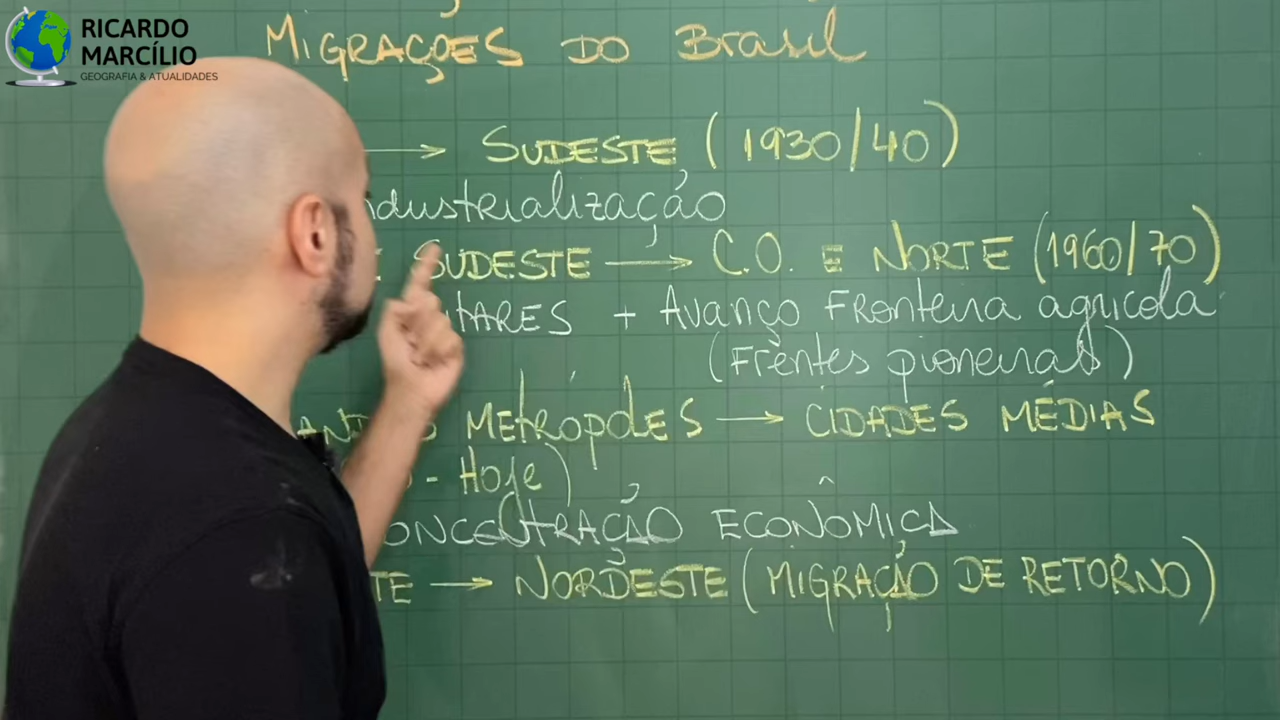 RICARDO
MARCÍLIO
GEOGRAFIA & ATUALIDADES
MIGRAÇÕES DO BRASIL
→ SUDESTE (1930/40)
ndustrialização
SUDESTE → C.O. E NORTE (1960/70)
+ Avanço Fronteira agrícola
(Frentes pioneiras)
METRÓPOLES → CIDADES MÉDIAS
- Hoje)
ONCENTRAÇÃO ECONÔMICA
TE → NORDESTE (MIGRAÇÃO DE RETORNO)